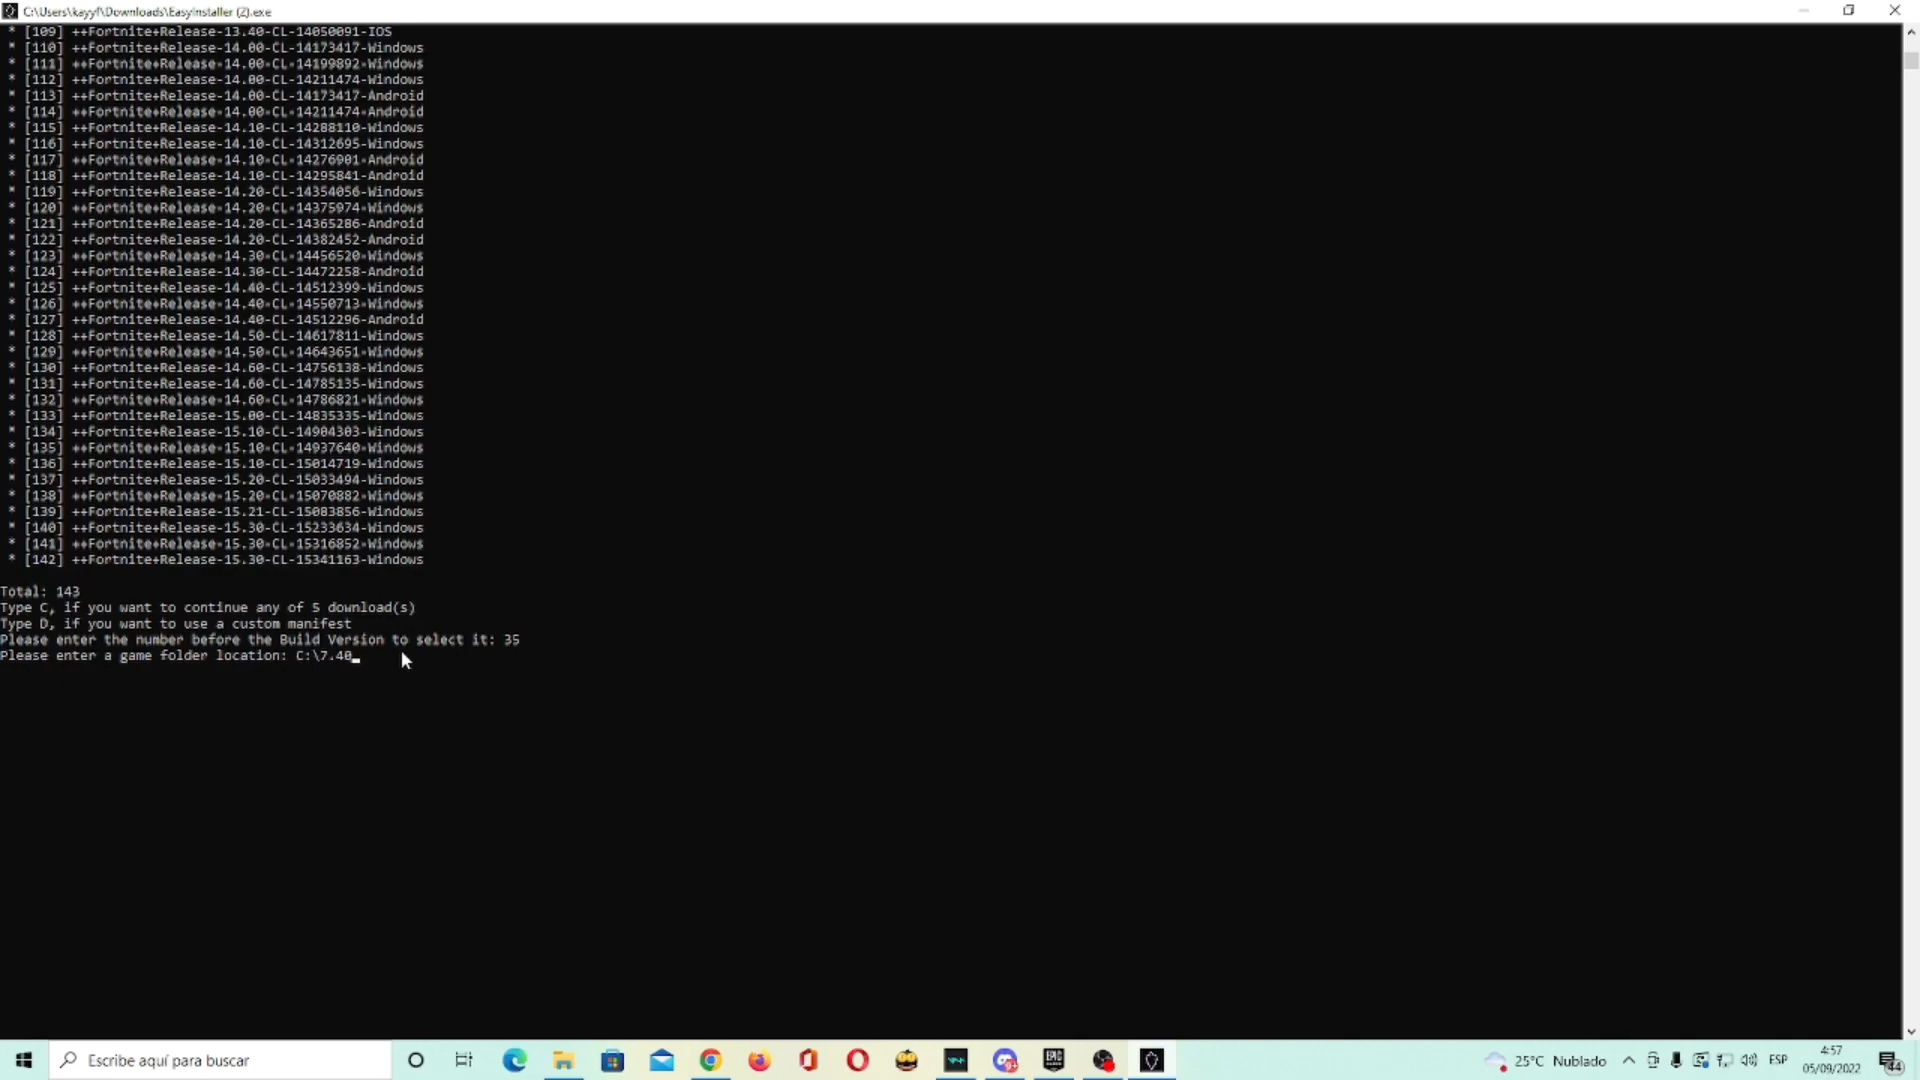 C:\Users\kayyf\Downloads\EasyInstaller (2).exe
* [109] ++Fortnite+Release-13.40-CL-14050091-IOS
* [110] ++Fortnite+Release-14.00-CL-14173417-Windows
* [111] ++Fortnite+Release-14.00-CL-14199892-Windows
* [112] ++Fortnite+Release-14.00-CL-14211474-Windows
* [113] ++Fortnite+Release-14.00-CL-14173417-Android
* [114] ++Fortnite+Release-14.00-CL-14211474-Android
* [115] ++Fortnite+Release-14.10-CL-14288110-Windows
* [116] ++Fortnite+Release-14.10-CL-14312695-Windows
* [117] ++Fortnite+Release-14.10-CL-14276901-Android
* [118] ++Fortnite+Release-14.10-CL-14295841-Android
* [119] ++Fortnite+Release-14.20-CL-14354056-Windows
* [120] ++Fortnite+Release-14.20-CL-14375974-Windows
* [121] ++Fortnite+Release-14.20-CL-14365286-Android
* [122] ++Fortnite+Release-14.20-CL-14382452-Android
* [123] ++Fortnite+Release-14.30-CL-14456520-Windows
* [124] ++Fortnite+Release-14.30-CL-14472258-Android
* [125] ++Fortnite+Release-14.40-CL-14512399-Windows
* [126] ++Fortnite+Release-14.40-CL-14550713-Windows
* [127] ++Fortnite+Release-14.40-CL-14512296-Android
* [128] ++Fortnite+Release-14.50-CL-14617811-Windows
* [129] ++Fortnite+Release-14.50-CL-14643651-Windows
* [130] ++Fortnite+Release-14.60-CL-14756138-Windows
* [131] ++Fortnite+Release-14.60-CL-14785135-Windows
* [132] ++Fortnite+Release-14.60-CL-14786821-Windows
* [133] ++Fortnite+Release-15.00-CL-14835335-Windows
* [134] ++Fortnite+Release-15.10-CL-14904303-Windows
* [135] ++Fortnite+Release-15.10-CL-14937640-Windows
* [136] ++Fortnite+Release-15.10-CL-15014719-Windows
* [137] ++Fortnite+Release-15.20-CL-15033494-Windows
* [138] ++Fortnite+Release-15.20-CL-15070882-Windows
* [139] ++Fortnite+Release-15.21-CL-15083856-Windows
* [140] ++Fortnite+Release-15.30-CL-15233634-Windows
* [141] ++Fortnite+Release-15.30-CL-15316852-Windows
* [142] ++Fortnite+Release-15.30-CL-15341163-Windows
Total: 143
Type C, if you want to continue any of 5 download(s)
Type D, if you want to use a custom manifest
Please enter the number before the Build Version to select it: 35
Please enter a game folder location: C:\7.40_
Escribe aquí para buscar
EPIC GAMES
25°C Nublado
ESP
4:57
05/09/2022
44